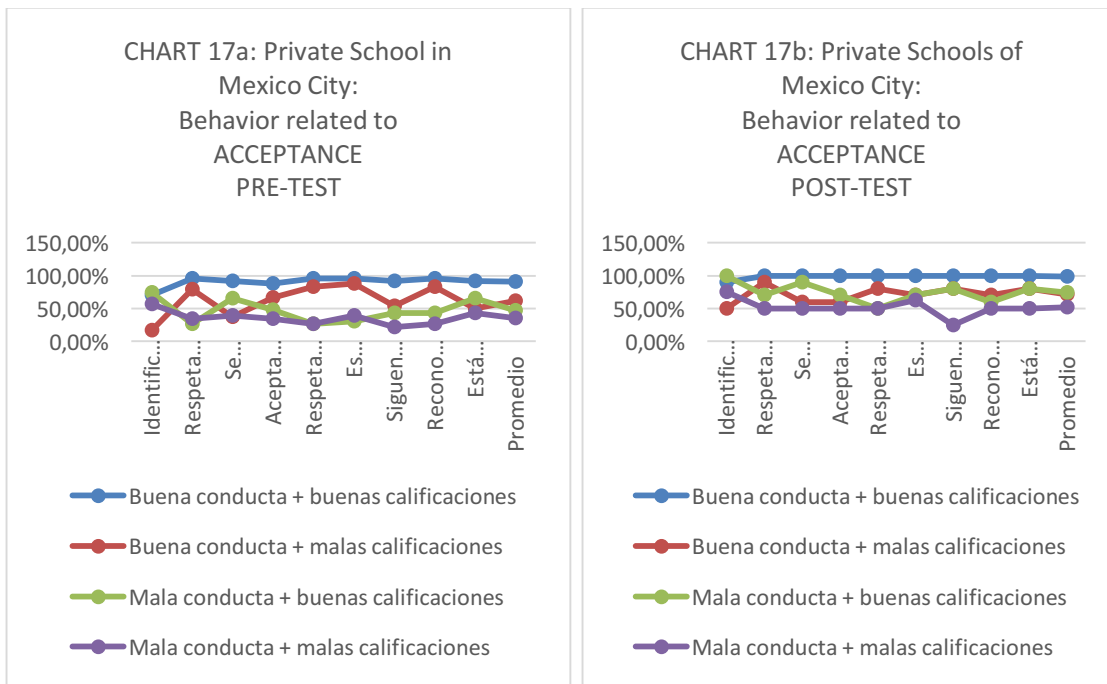 CHART 17a: Private School in
Mexico City:
Behavior related to
ACCEPTANCE
PRE-TEST
150,00%
100,00%
50,00%
0,00%
Identific...
Respeta...
Se...
Acepta...
Respeta...
Es...
Siguen...
Recono...
Está...
Promedio
Buena conducta + buenas calificaciones
Buena conducta + malas calificaciones
Mala conducta + buenas calificaciones
Mala conducta + malas calificaciones
CHART 17b: Private Schools of
Mexico City:
Behavior related to
ACCEPTANCE
POST-TEST
150,00%
100,00%
50,00%
0,00%
Identific...
Respeta...
Se...
Acepta...
Respeta...
Es...
Siguen...
Recono...
Está...
Promedio
Buena conducta + buenas calificaciones
Buena conducta + malas calificaciones
Mala conducta + buenas calificaciones
Mala conducta + malas calificaciones